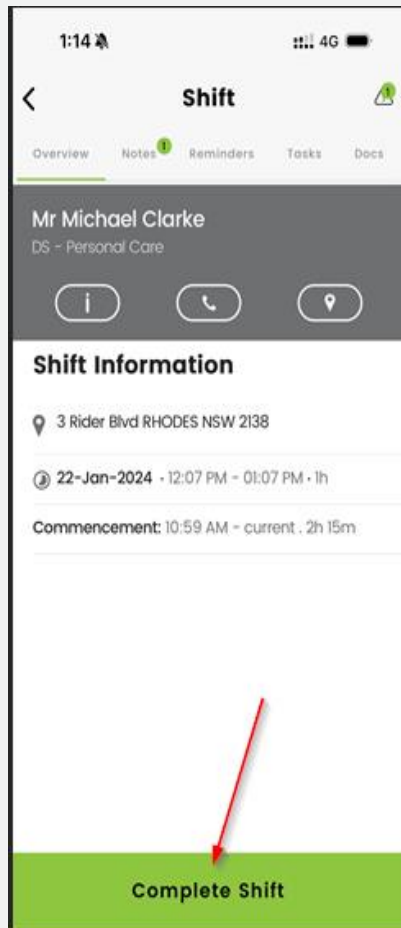 1:14 4G
Shift
1
Overview Notes 1 Reminders Tasks Docs
Mr Michael Clarke
DS - Personal Care
i
Shift Information
3 Rider Blvd RHODES NSW 2138
22-Jan-2024 • 12:07 PM - 01:07 PM • 1h
Commencement: 10:59 AM - current . 2h 15m
Complete Shift